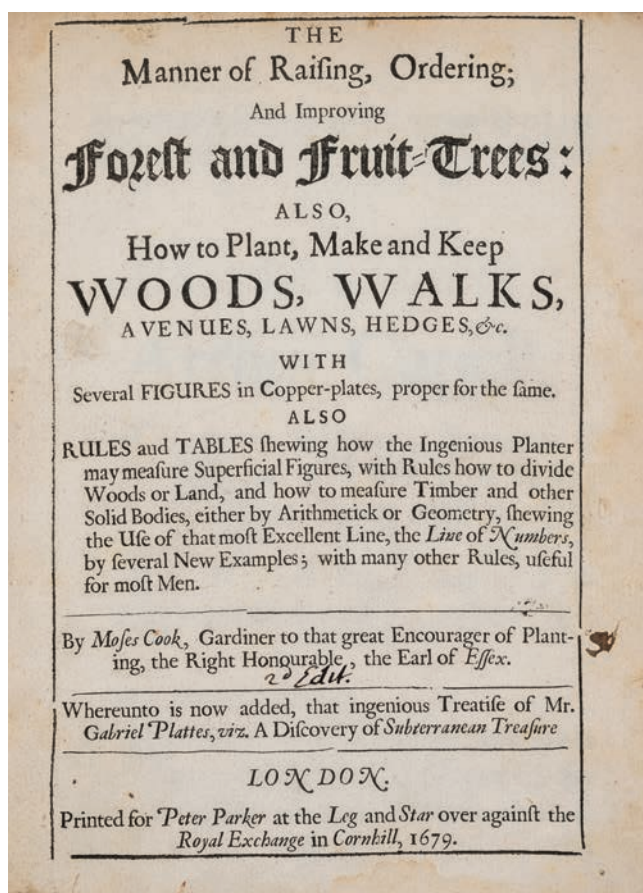 THE
Manner of Raiſing, Ordering;
And Improving
Foreſt and Fruit-Trees:
ALSO,
How to Plant, Make and Keep
WOODS, WALKS,
AVENUES, LAWNS, HEDGES, &c.
WITH
Several FIGURES in Copper-plates, proper for the ſame.
ALSO
RULES aud TABLES ſhewing how the Ingenious Planter
may meaſure Superficial Figures, with Rules how to divide
Woods or Land, and how to meaſure Timber and other
Solid Bodies, either by Arithmetick or Geometry, ſhewing
the Uſe of that moſt Excellent Line, the Line of Numbers,
by ſeveral New Examples; with many other Rules, uſeful
for moſt Men.
By Moſes Cook, Gardiner to that great Encourager of Plant-
ing, the Right Honourable, the Earl of Eſſex.
2d Edit.
Whereunto is now added, that ingenious Treatiſe of Mr.
Gabriel Plattes, viz. A Diſcovery of Subterranean Treaſure
LONDON.
Printed for Peter Parker at the Leg and Star over againſt the
Royal Exchange in Cornhill, 1679.